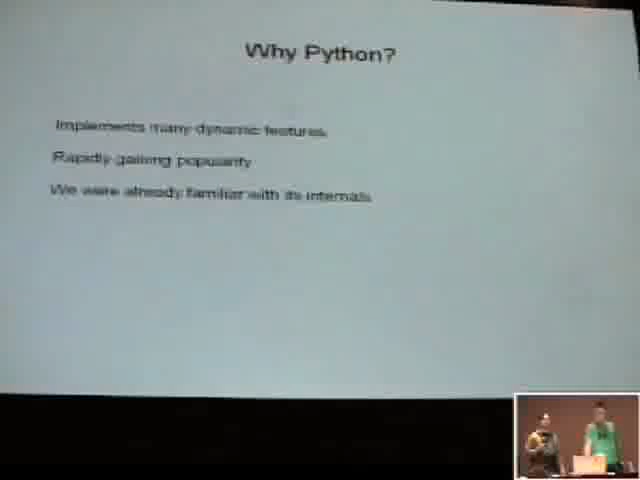 Why Python?
Implements many dynamic features
Rapidly gaining popularity
We were already familiar with its internals